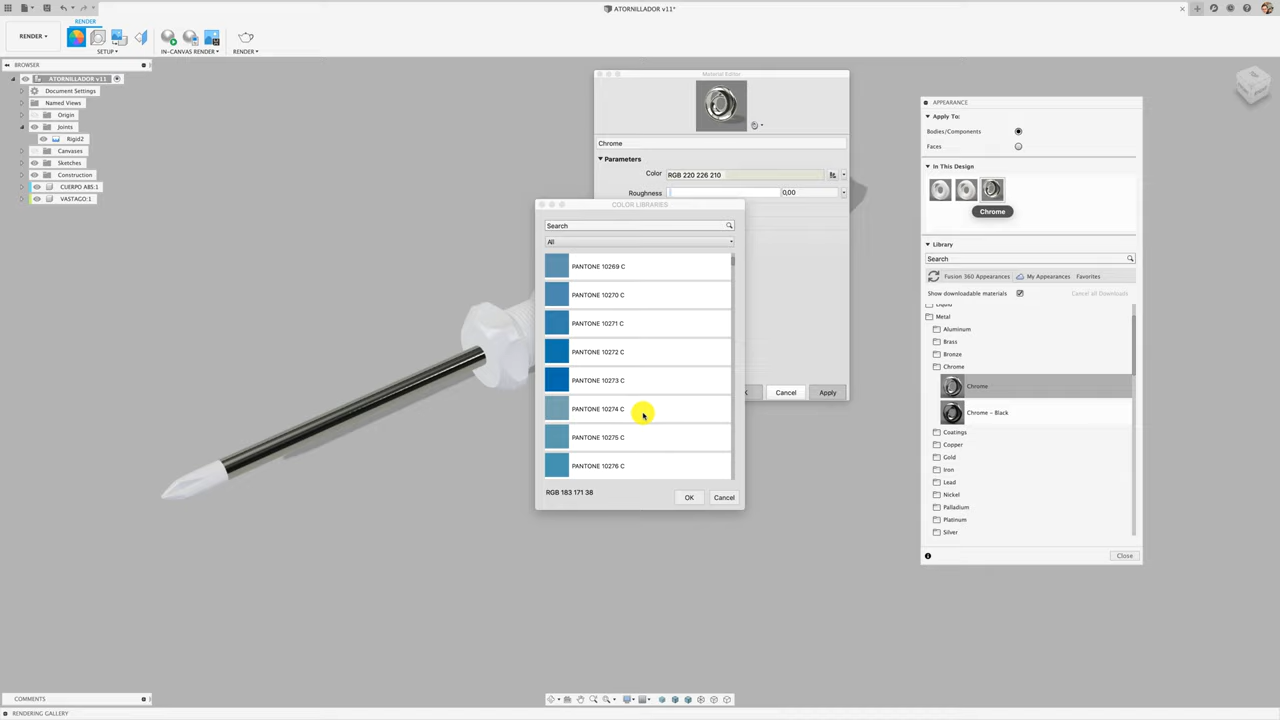 ATORNILLADOR v11*
RENDER
RENDER ▾
SETUP ▾
IN-CANVAS RENDER ▾
RENDER ▾
BROWSER
ATORNILLADOR v11
Document Settings
Named Views
Origin
Joints
Rigid2
Canvases
Sketches
Construction
CUERPO ABS:1
VASTAGO:1
Material Editor
Chrome
Parameters
Color RGB 220 226 210
Roughness 0,00
Cancel
Apply
COLOR LIBRARIES
Search
All
PANTONE 10269 C
PANTONE 10270 C
PANTONE 10271 C
PANTONE 10272 C
PANTONE 10273 C
PANTONE 10274 C
PANTONE 10275 C
PANTONE 10276 C
RGB 183 171 38
OK
Cancel
APPEARANCE
Apply To:
Bodies/Components
Faces
In This Design
Chrome
Library
Search
Fusion 360 Appearances My Appearances Favorites
Show downloadable materials Cancel all Downloads
Metal
Aluminum
Brass
Bronze
Chrome
Chrome
Chrome - Black
Coatings
Copper
Gold
Iron
Lead
Nickel
Palladium
Platinum
Silver
Close
COMMENTS
RENDERING GALLERY